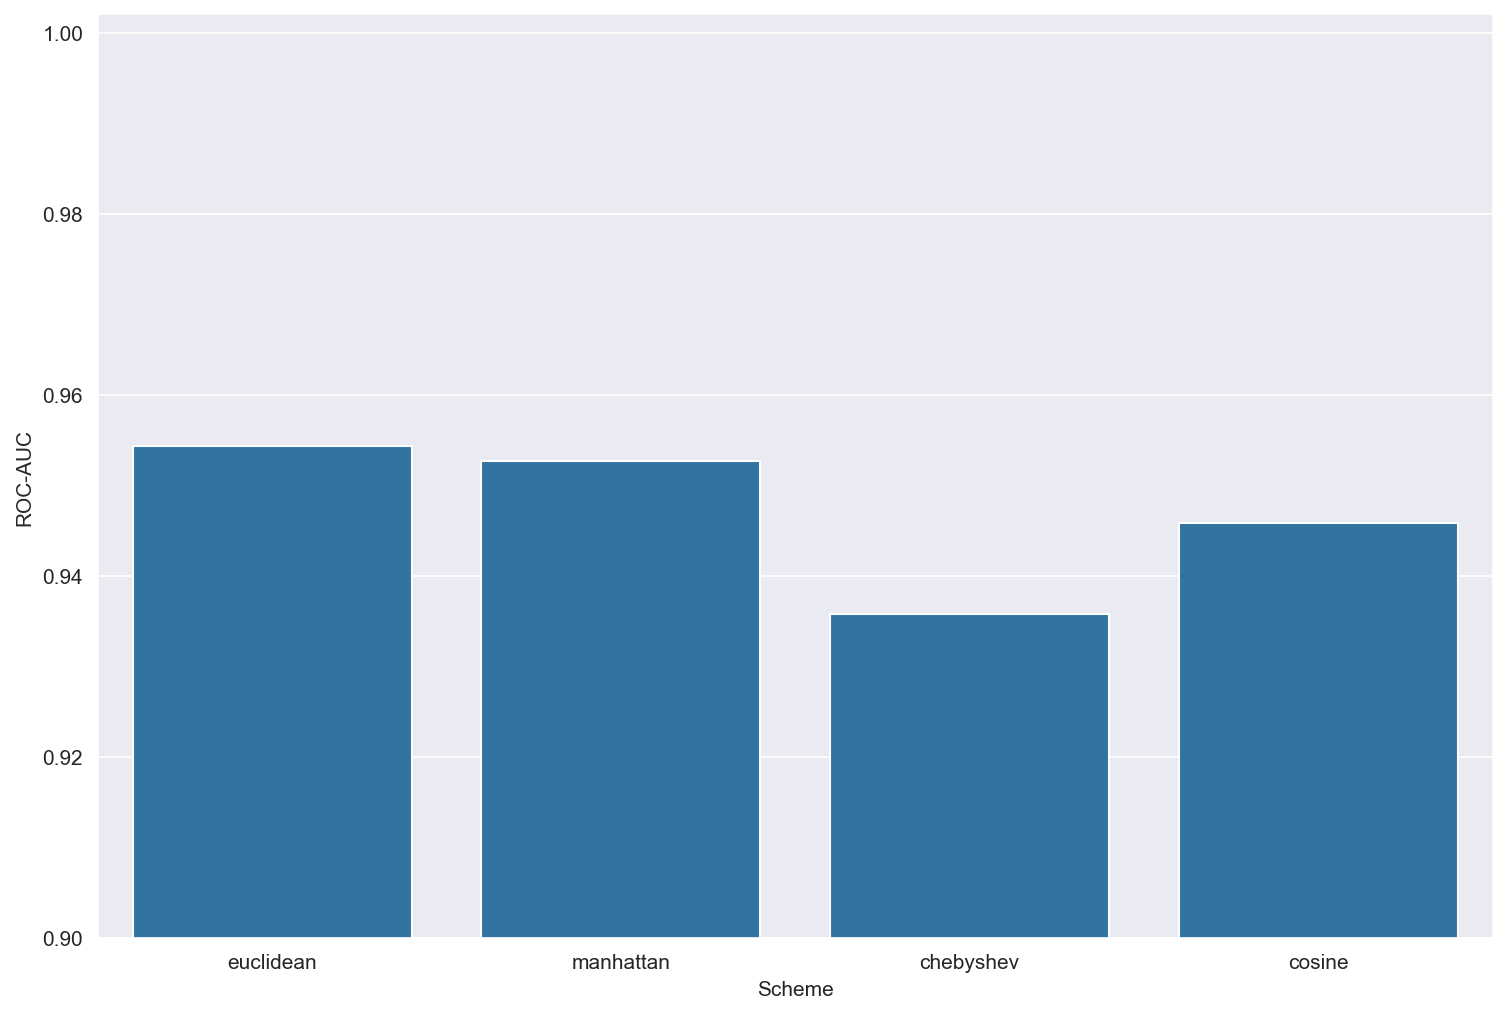 1.00
0.98
0.96
0.94
0.92
0.90
ROC-AUC
euclidean
manhattan
chebyshev
cosine
Scheme